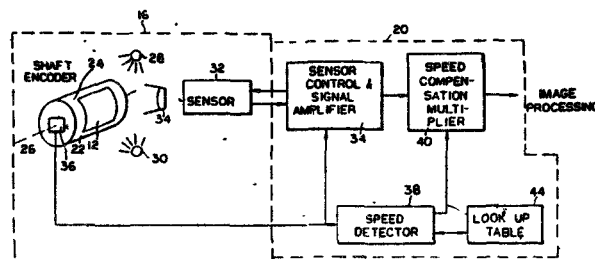 16
20
SHAFT
ENCODER
24
28
32
SENSOR
34
SENSOR
CONTROL &
SIGNAL
AMPLIFIER
34
SPEED
COMPEN-
SATION
MULTI-
PLIER
40
IMAGE
PROCESSING
26
36
22
12
30
38
SPEED
DETECTOR
44
LOOK UP
TABLE